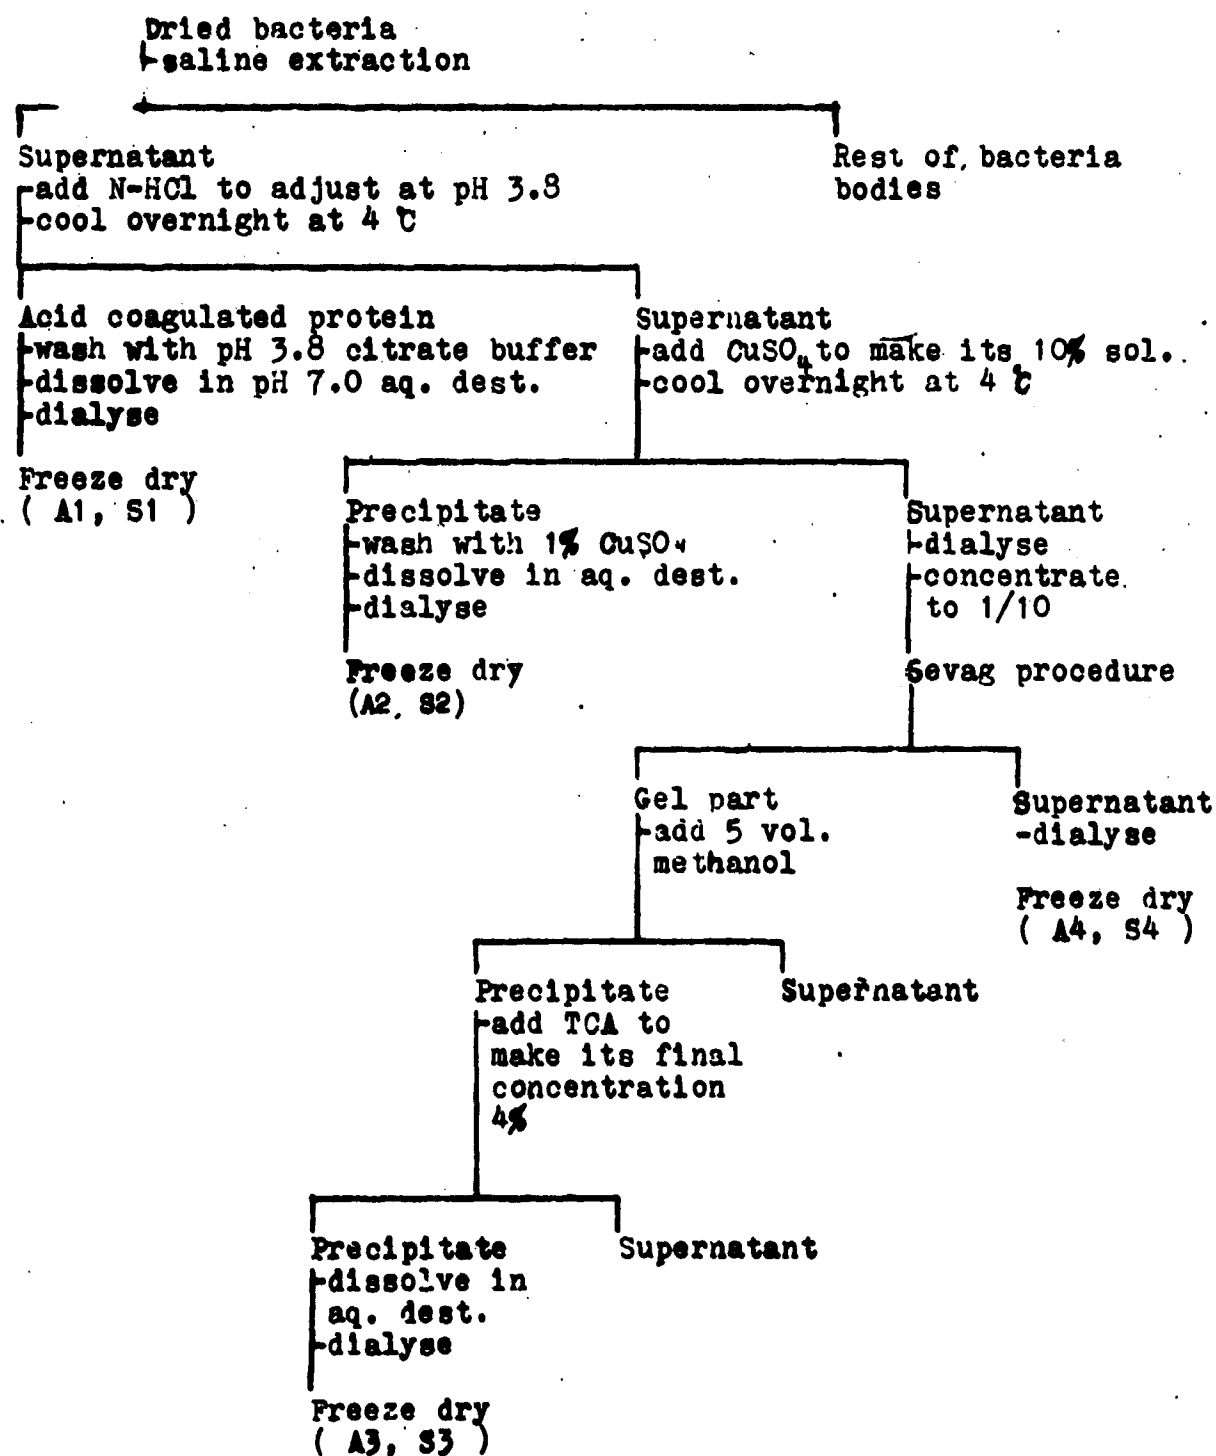 Dried bacteria
-saline extraction
Supernatant
-add N-HCl to adjust at pH 3.8
-cool overnight at 4 ℃
Rest of bacteria
bodies
Acid coagulated protein
-wash with pH 3.8 citrate buffer
-dissolve in pH 7.0 aq. dest.
-dialyse
Freeze dry
( A1, S1 )
Supernatant
-add CuSO4 to make its 10% sol.
-cool overnight at 4 ℃
Precipitate
-wash with 1% CuSO4
-dissolve in aq. dest.
-dialyse
Freeze dry
(A2, S2)
Supernatant
-dialyse
-concentrate
to 1/10
Sevag procedure
Gel part
-add 5 vol.
methanol
Supernatant
-dialyse
Freeze dry
( A4, S4 )
Precipitate
-add TCA to
make its final
concentration
4%
Supernatant
Precipitate
-dissolve in
aq. dest.
-dialyse
Freeze dry
( A3, S3 )
Supernatant